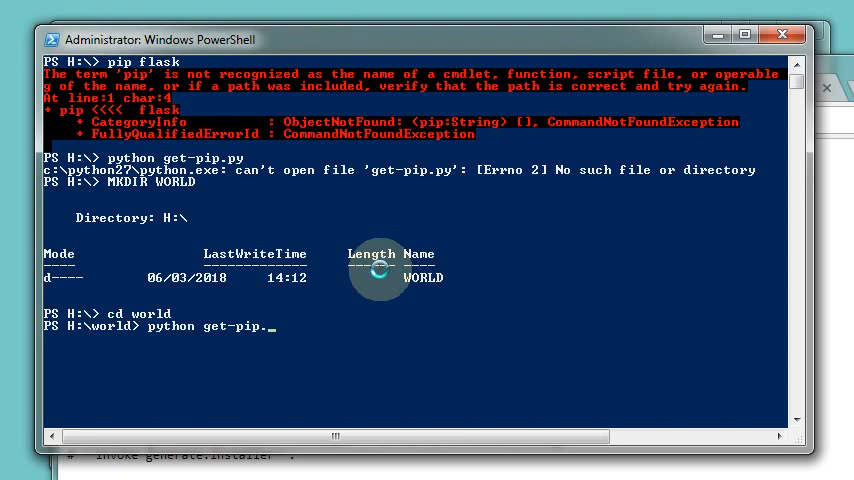 Administrator: Windows PowerShell
PS H:\> pip flask
The term 'pip' is not recognized as the name of a cmdlet, function, script file, or operable
g of the name, or if a path was included, verify that the path is correct and try again.
At line:1 char:4
+ pip <<<<  flask
    + CategoryInfo          : ObjectNotFound: (pip:String) [], CommandNotFoundException
    + FullyQualifiedErrorId : CommandNotFoundException
PS H:\> python get-pip.py
c:\python27\python.exe: can't open file 'get-pip.py': [Errno 2] No such file or directory
PS H:\> MKDIR WORLD
    Directory: H:\
Mode                LastWriteTime     Length Name
----                -------------     ------ ----
d----        06/03/2018     14:12            WORLD
PS H:\> cd world
PS H:\world> python get-pip._